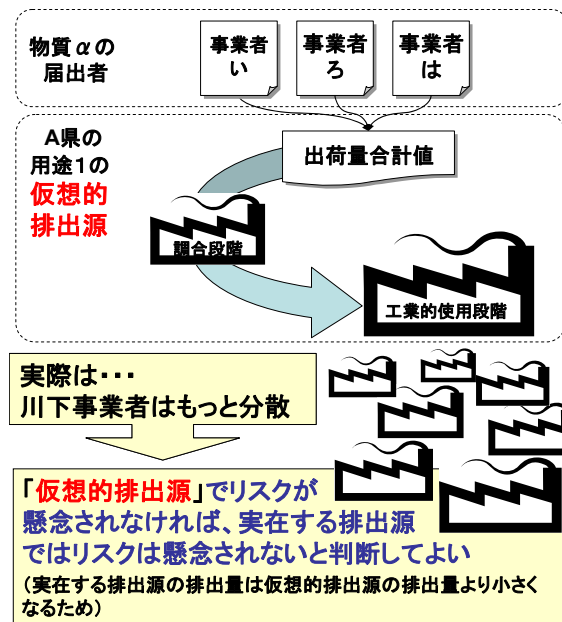 物質αの
届出者
事業者
い
事業者
ろ
事業者
は
A県の
用途1の
仮想的
排出源
出荷量合計値
調合段階
工業的使用段階
実際は・・・
川下事業者はもっと分散
「仮想的排出源」でリスクが
懸念されなければ、実在する排出源
ではリスクは懸念されないと判断してよい
（実在する排出源の排出量は仮想的排出源の排出量より小さく
なるため）